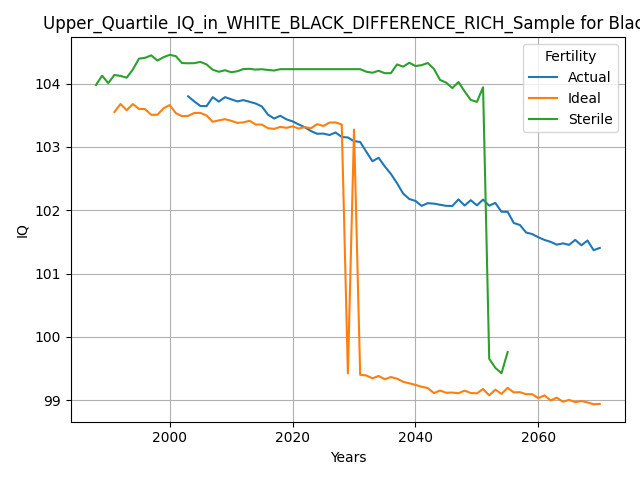 Upper_Quartile_IQ_in_WHITE_BLACK_DIFFERENCE_RICH_Sample for Blac
Fertility
Actual
Ideal
Sterile
IQ
104
103
102
101
100
99
2000
2020
2040
2060
Years